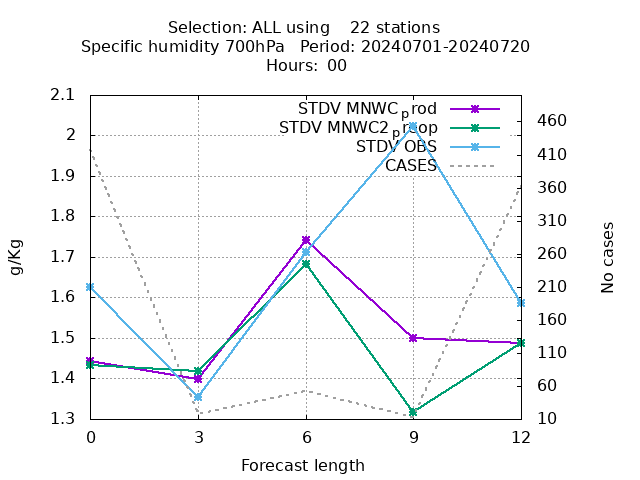 Selection: ALL using 22 stations
Specific humidity 700hPa Period: 20240701-20240720
Hours: 00
STDV MNWC_prod
STDV MNWC2_preop
STDV OBS
CASES
2.1
2
1.9
1.8
1.7
1.6
1.5
1.4
1.3
460
410
360
310
260
210
160
110
60
10
g/Kg
No cases
0 3 6 9 12
Forecast length